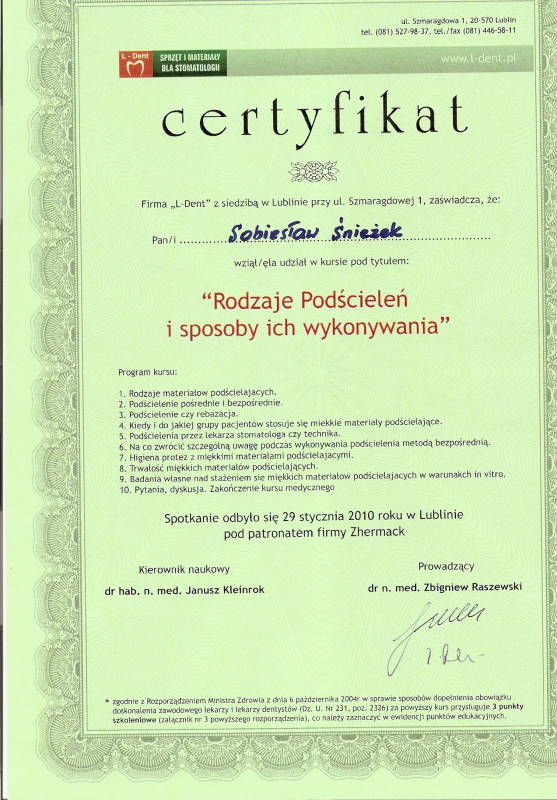 ul. Szmaragdowa 1, 20-570 Lublin
tel. (081) 527-98-37, tel./fax (081) 446-58-11
L - Dent
SPRZĘT I MATERIAŁY
DLA STOMATOLOGII
www.l-dent.pl
certyfikat
Firma „L-Dent” z siedzibą w Lublinie przy ul. Szmaragdowej 1, zaświadcza, że:
Pan/i Sobiesław Śnieżek
wziął/ęła udział w kursie pod tytułem:
“Rodzaje Podścieleń
i sposoby ich wykonywania”
Program kursu:
1. Rodzaje materiałow podścielajacych.
2. Podścielenie pośrednie i bezpośrednie.
3. Podścielenie czy rebazacja.
4. Kiedy i do jakiej grupy pacjentów stosuje się miekkie materiały podścielające.
5. Podścielenia przez lekarza stomatologa czy technika.
6. Na co zwrócić szczególną uwagę podczas wykonywania podścielenia metodą bezpośrednią.
7. Higiena protez z miękkimi materiałami podścielajacymi.
8. Trwałość miękkich materiałów podścielających.
9. Badania własne nad stażeniem sie miękkich materiałów podścielajacych w warunakch in vitro.
10. Pytania, dyskusja. Zakończenie kursu medycznego
Spotkanie odbyło się 29 stycznia 2010 roku w Lublinie
pod patronatem firmy Zhermack
Kierownik naukowy
Prowadzący
dr hab. n. med. Janusz Kleinrok
dr n. med. Zbigniew Raszewski
* zgodnie z Rozporządzeniem Ministra Zdrowia z dnia 6 października 2004r w sprawie sposobów dopełnienia obowiązku
doskonalenia zawodowego lekarzy i lekarzy dentystów (Dz. U. Nr 231, poz. 2326) za powyższy kurs przysługuje 3 punkty
szkoleniowe (załącznik nr 3 powyższego rozporządzenia), co należy zaznaczyć w ewidencji punktów edukacyjnych.